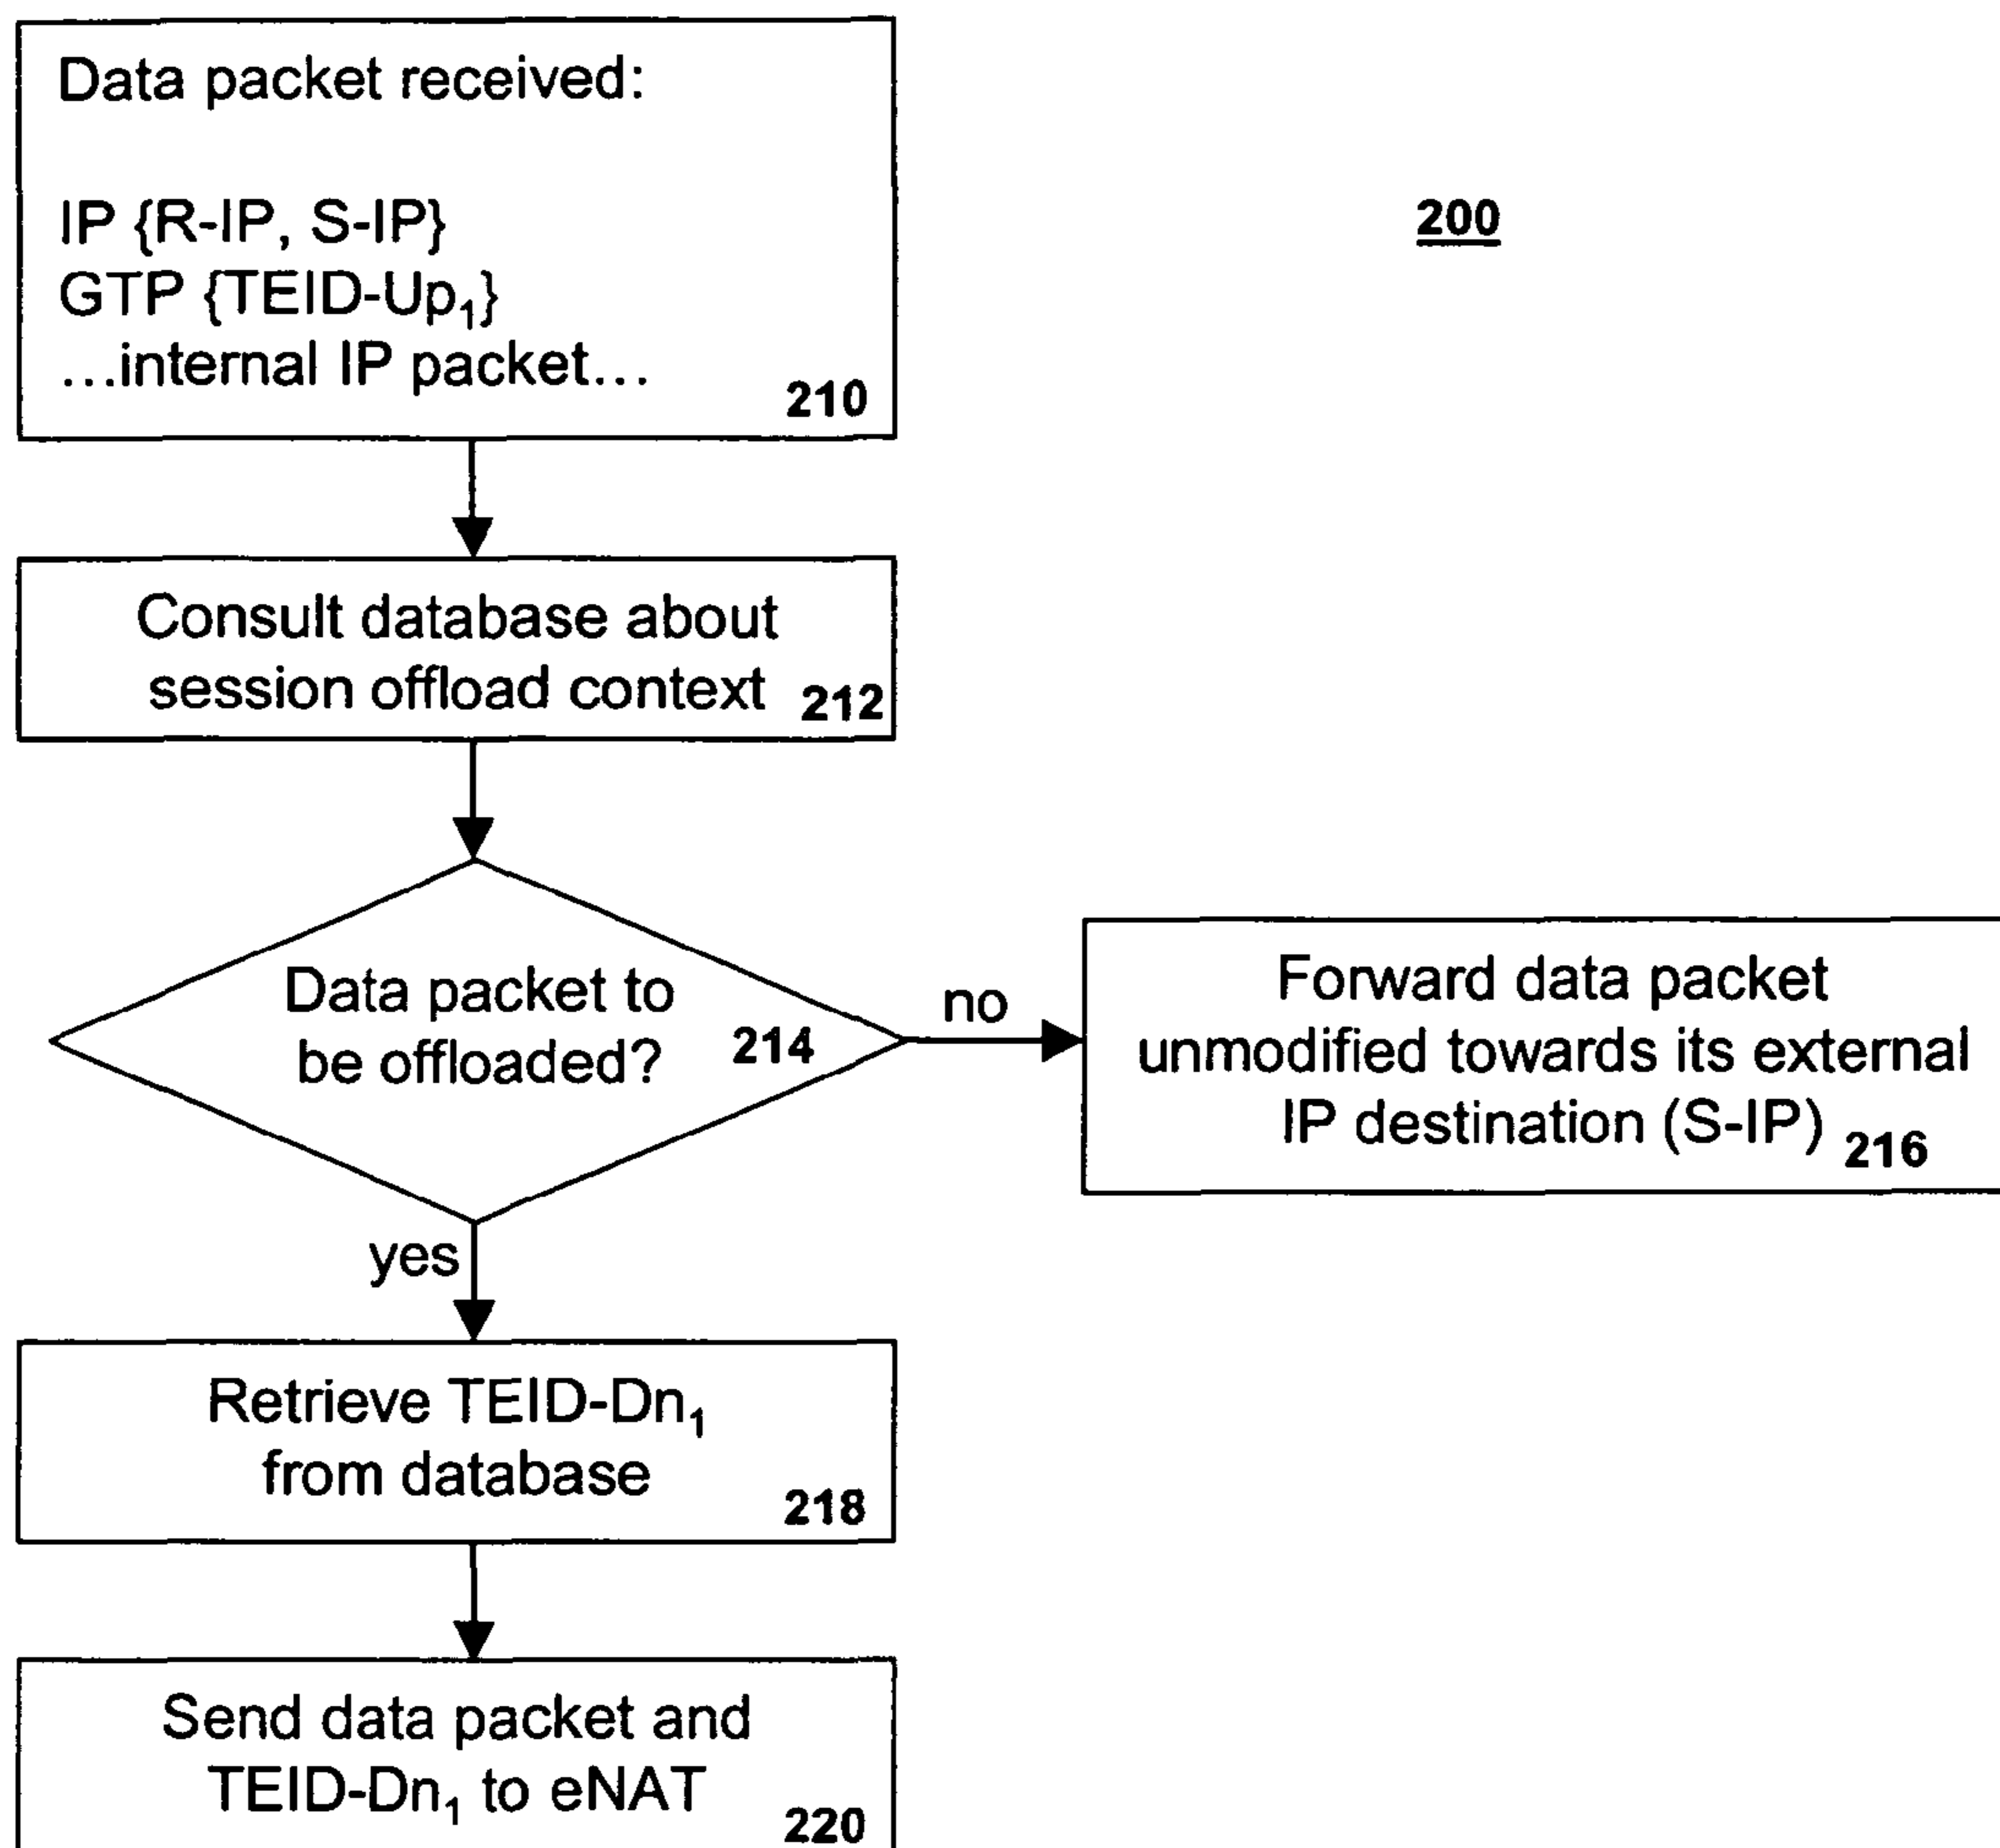 Data packet received:
IP {R-IP, S-IP}
GTP {TEID-Up₁}
...internal IP packet...
210
200
Consult database about
session offload context
212
Data packet to
be offloaded?
214
no
Forward data packet
unmodified towards its external
IP destination (S-IP)
216
yes
Retrieve TEID-Dn₁
from database
218
Send data packet and
TEID-Dn₁ to eNAT
220